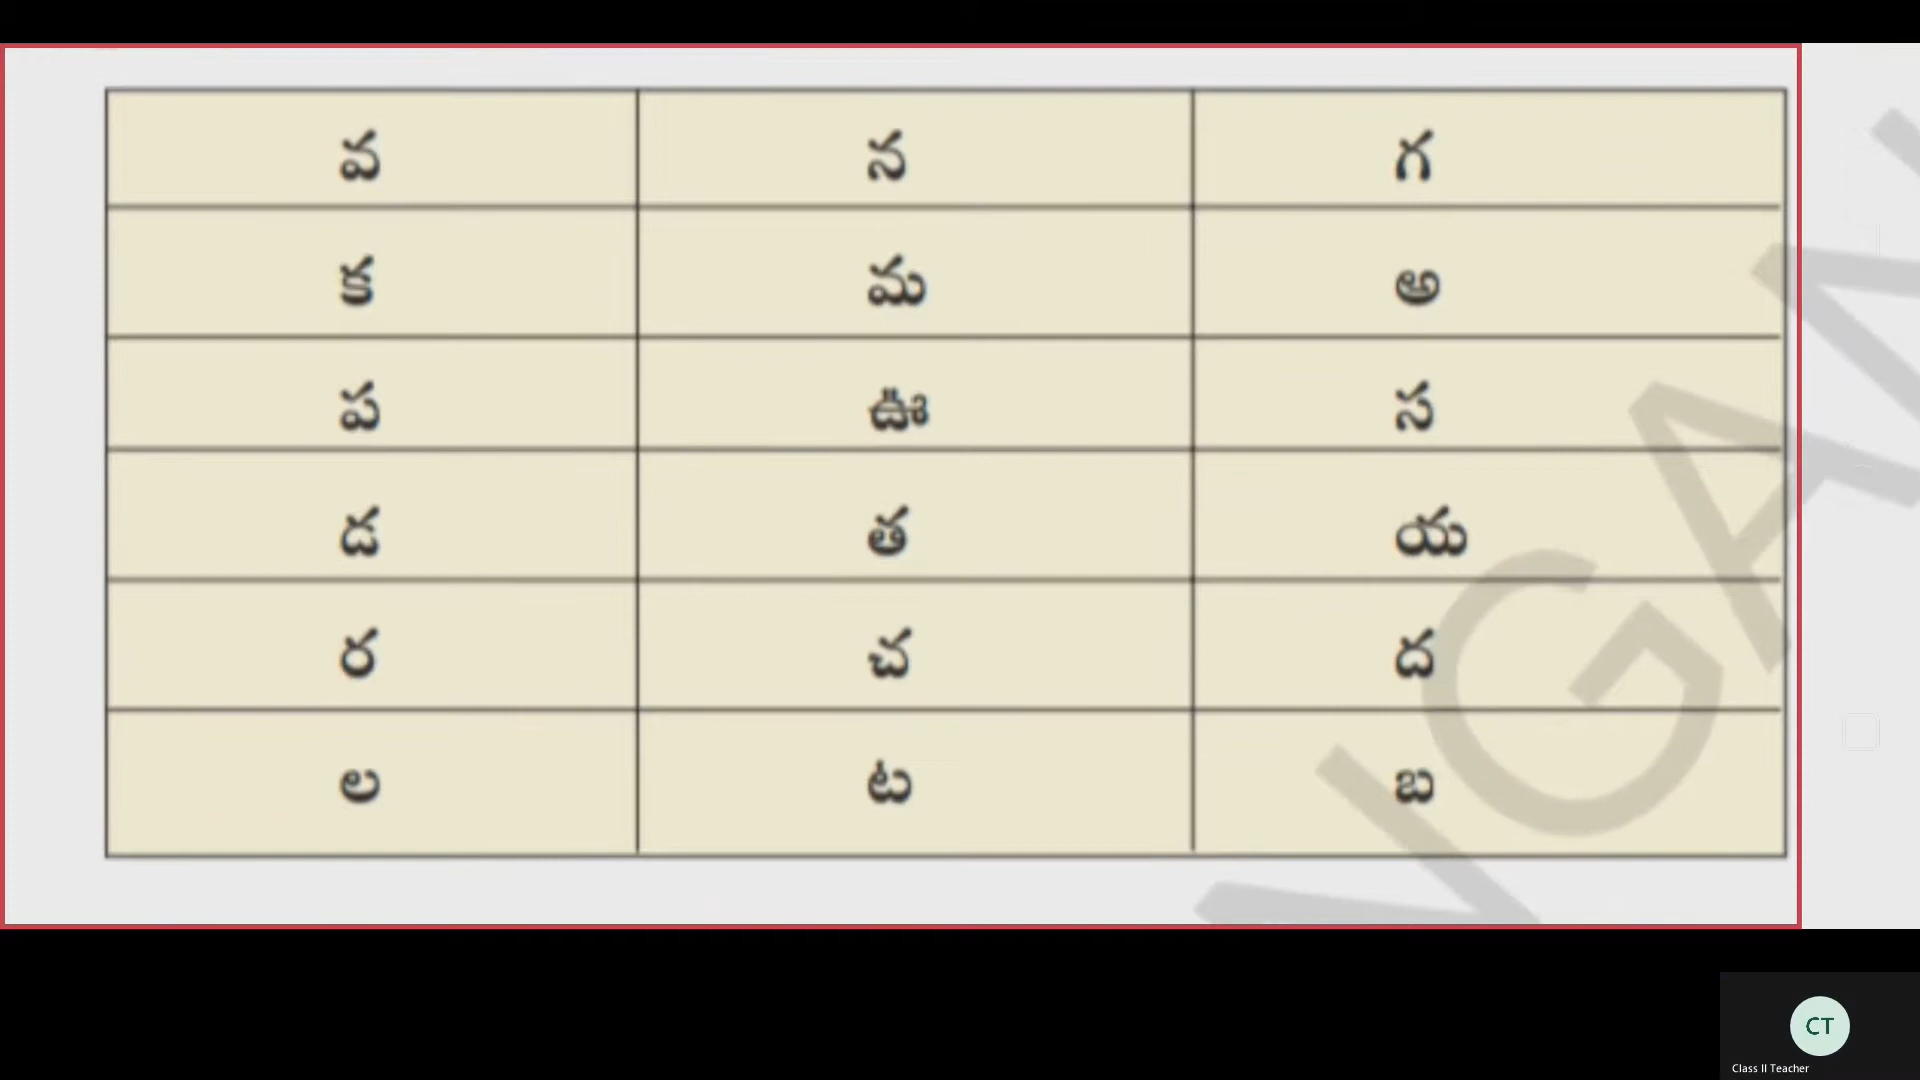 వ న గ
క మ అ
ప ఊ స
డ త య
ర చ ద
ల ట బ
CT
Class II Teacher